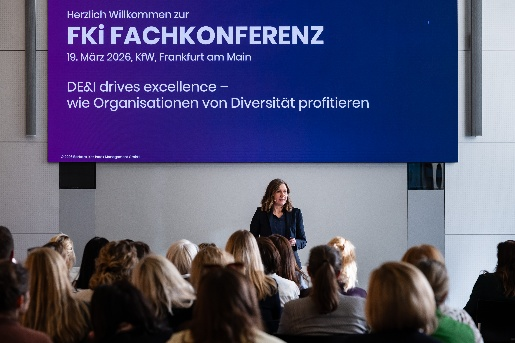 Herzlich Willkommen zur
FKi FACHKONFERENZ
19. März 2026, KfW, Frankfurt am Main
DE&I drives excellence –
wie Organisationen von Diversität profitieren